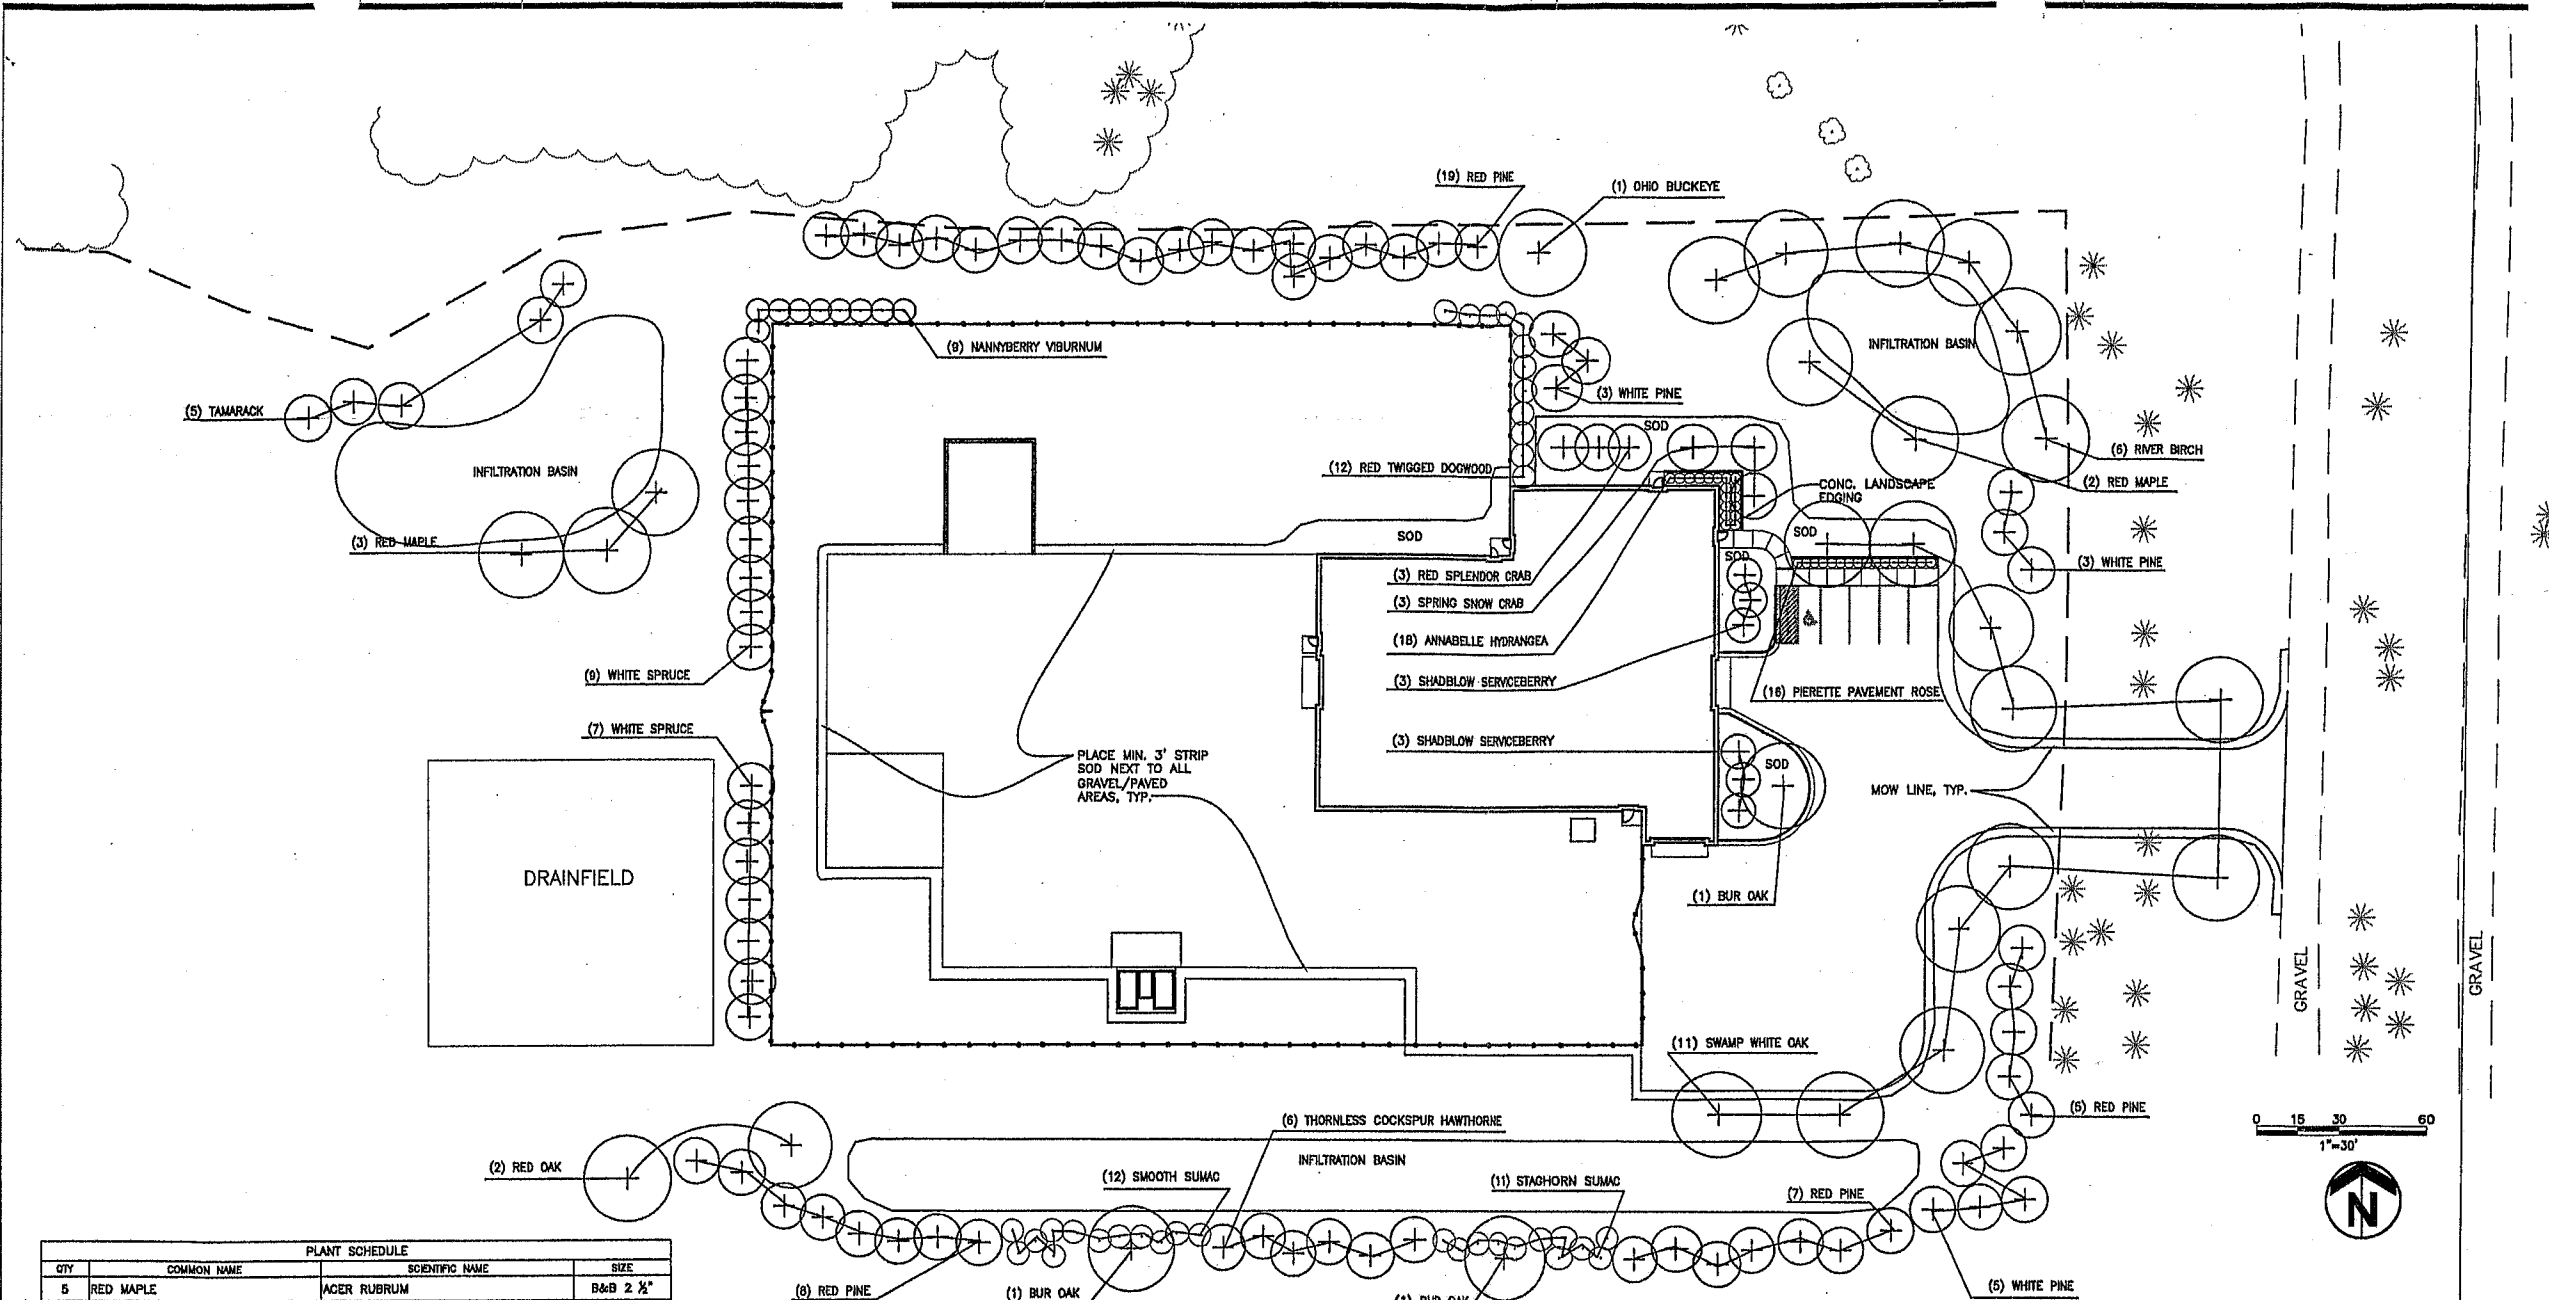 (19) RED PINE
(1) OHIO BUCKEYE
INFILTRATION BASIN
(9) NANNYBERRY VIBURNUM
(3) WHITE PINE
(5) TAMARACK
SOD
(6) RIVER BIRCH
INFILTRATION BASIN
(12) RED TWIGGED DOGWOOD
(2) RED MAPLE
CONC. LANDSCAPE
EDGING
(3) RED MAPLE
SOD
SOD
SOD
(3) WHITE PINE
(3) RED SPLENDOR CRAB
(3) SPRING SNOW CRAB
(18) ANNABELLE HYDRANGEA
(9) WHITE SPRUCE
(3) SHADBLOW SERVICEBERRY
(16) PIERETTE PAVEMENT ROSE
(7) WHITE SPRUCE
(3) SHADBLOW SERVICEBERRY
PLACE MIN. 3' STRIP
SOD NEXT TO ALL
GRAVEL/PAVED
AREAS, TYP.
SOD
MOW LINE, TYP.
DRAINFIELD
(1) BUR OAK
GRAVEL
GRAVEL
(11) SWAMP WHITE OAK
(5) RED PINE
0 15 30 60
1"=30'
(6) THORNLESS COCKSPUR HAWTHORNE
INFILTRATION BASIN
(2) RED OAK
(12) SMOOTH SUMAC
(11) STAGHORN SUMAC
(7) RED PINE
N
PLANT SCHEDULE
QTY COMMON NAME SCIENTIFIC NAME SIZE
5 RED MAPLE ACER RUBRUM B&B 2 ½"
(8) RED PINE
(1) BUR OAK
(1) BUR OAK
(5) WHITE PINE